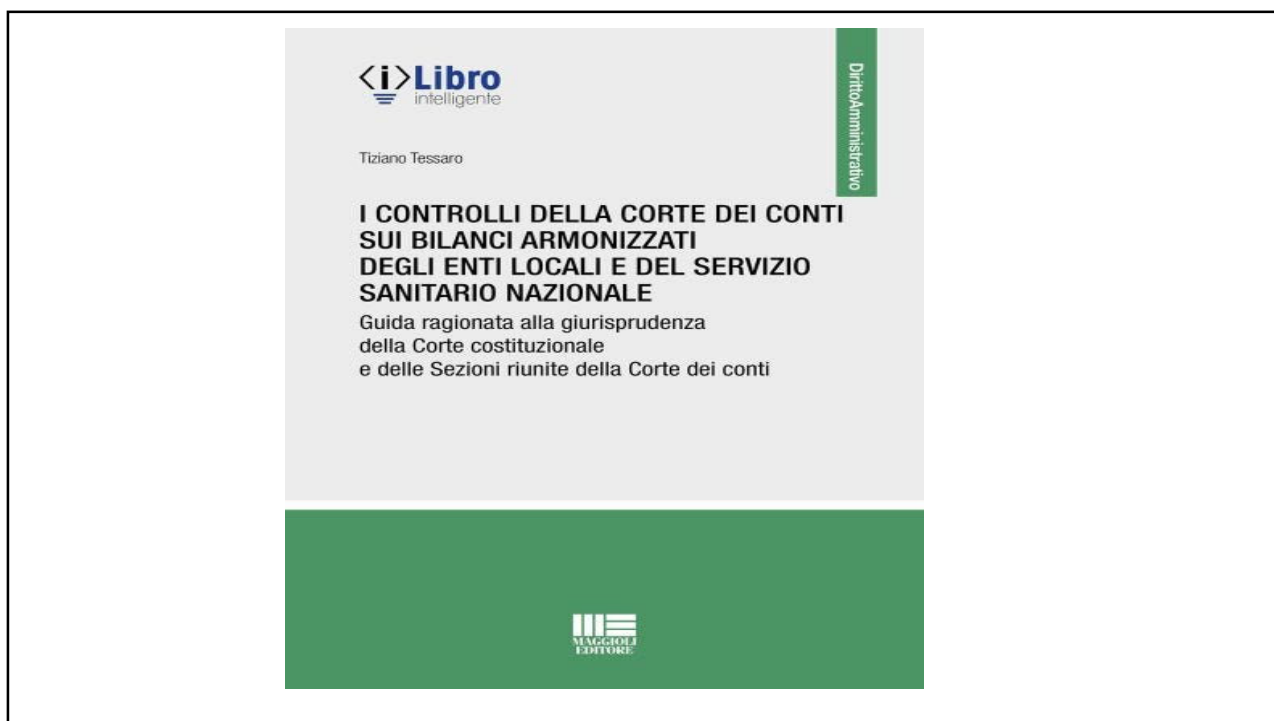 <i>Libro
intelligente
DirittoAmministrativo
Tiziano Tessaro
I CONTROLLI DELLA CORTE DEI CONTI
SUI BILANCI ARMONIZZATI
DEGLI ENTI LOCALI E DEL SERVIZIO
SANITARIO NAZIONALE
Guida ragionata alla giurisprudenza
della Corte costituzionale
e delle Sezioni riunite della Corte dei conti
MAGGIOLI
EDITORE